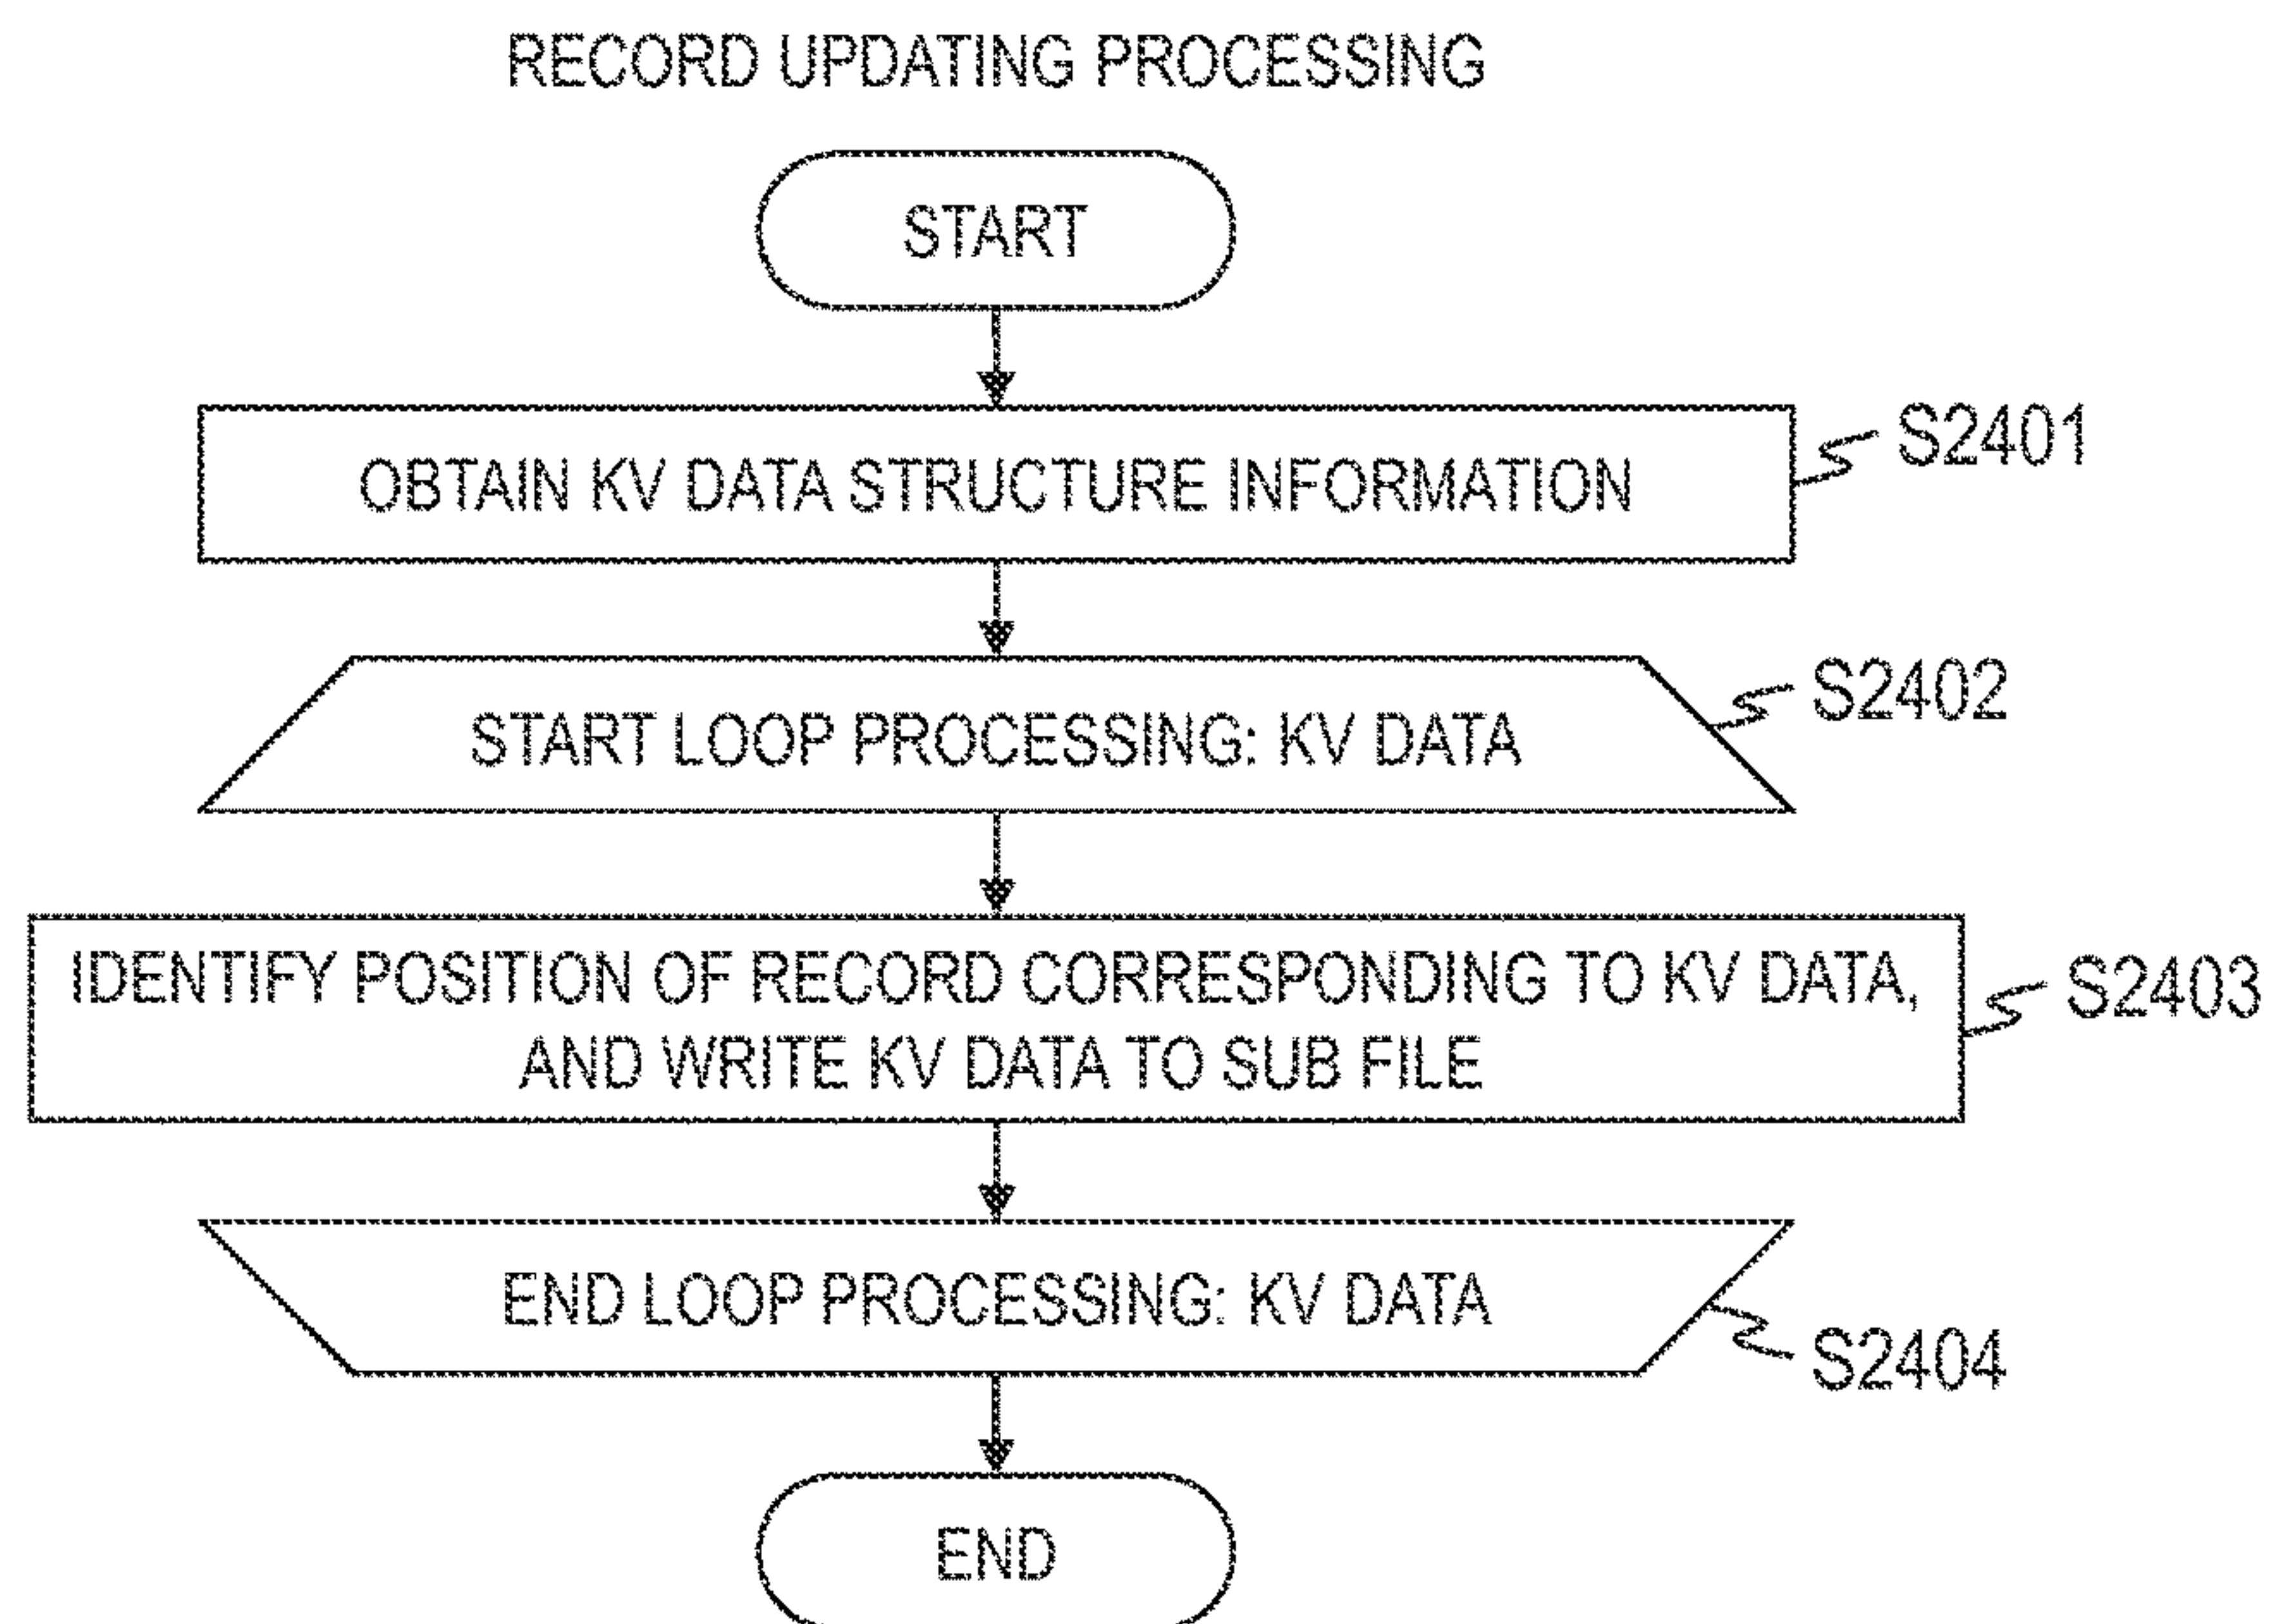 RECORD UPDATING PROCESSING
START
OBTAIN KV DATA STRUCTURE INFORMATION
S2401
START LOOP PROCESSING: KV DATA
S2402
IDENTIFY POSITION OF RECORD CORRESPONDING TO KV DATA,
AND WRITE KV DATA TO SUB FILE
S2403
END LOOP PROCESSING: KV DATA
S2404
END